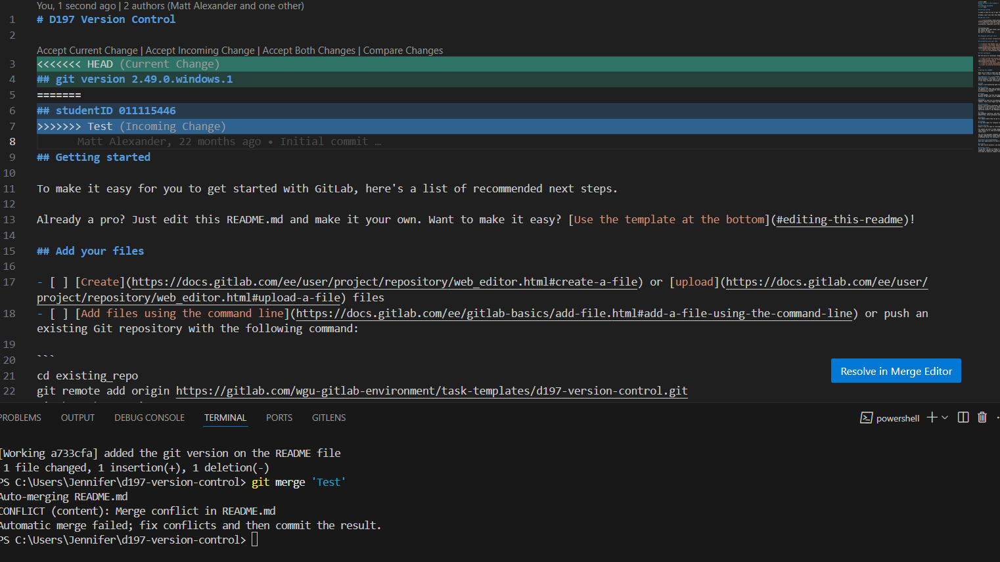 You, 1 second ago | 2 authors (Matt Alexander and one other)
1 # D197 Version Control
2
Accept Current Change | Accept Incoming Change | Accept Both Changes | Compare Changes
3 <<<<<<< HEAD (Current Change)
4 ## git version 2.49.0.windows.1
5 =======
6 ## studentID 011115446
7 >>>>>>> Test (Incoming Change)
8 Matt Alexander, 22 months ago • Initial commit …
9 ## Getting started
10
11 To make it easy for you to get started with GitLab, here's a list of recommended next steps.
12
13 Already a pro? Just edit this README.md and make it your own. Want to make it easy? [Use the template at the bottom](#editing-this-readme)!
14
15 ## Add your files
16
17 - [ ] [Create](https://docs.gitlab.com/ee/user/project/repository/web_editor.html#create-a-file) or [upload](https://docs.gitlab.com/ee/user/
project/repository/web_editor.html#upload-a-file) files
18 - [ ] [Add files using the command line](https://docs.gitlab.com/ee/gitlab-basics/add-file.html#add-a-file-using-the-command-line) or push an
existing Git repository with the following command:
19
20 ```
21 cd existing_repo
22 git remote add origin https://gitlab.com/wgu-gitlab-environment/task-templates/d197-version-control.git
Resolve in Merge Editor
PROBLEMS OUTPUT DEBUG CONSOLE TERMINAL PORTS GITLENS powershell
[Working a733cfa] added the git version on the README file
1 file changed, 1 insertion(+), 1 deletion(-)
PS C:\Users\Jennifer\d197-version-control> git merge 'Test'
Auto-merging README.md
CONFLICT (content): Merge conflict in README.md
Automatic merge failed; fix conflicts and then commit the result.
PS C:\Users\Jennifer\d197-version-control>